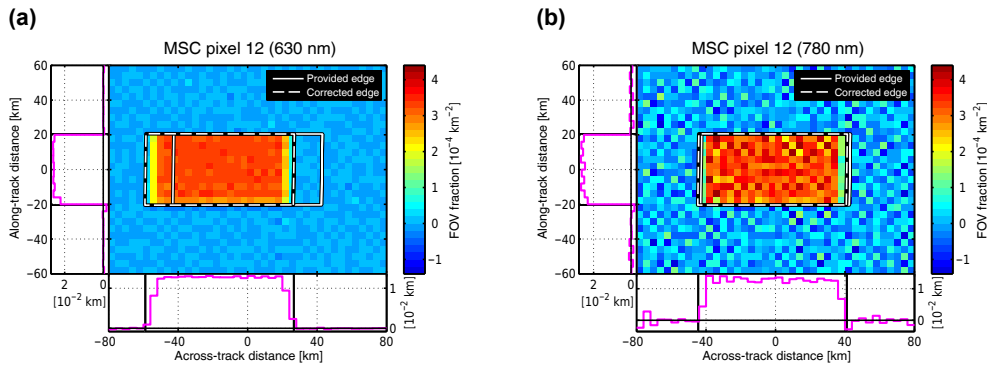 (a)
MSC pixel 12 (630 nm)
Provided edge
Corrected edge
Along-track distance [km]
60
40
20
0
−20
−40
−60
2 0
[10⁻² km]
4
3
2
1
0
−1
FOV fraction [10⁻⁴ km⁻²]
1
0
[10⁻² km]
−80 −40 0 40 80
Across-track distance [km]
(b)
MSC pixel 12 (780 nm)
Provided edge
Corrected edge
Along-track distance [km]
60
40
20
0
−20
−40
−60
2 0
[10⁻² km]
4
3
2
1
0
−1
FOV fraction [10⁻⁴ km⁻²]
1
0
[10⁻² km]
−80 −40 0 40 80
Across-track distance [km]